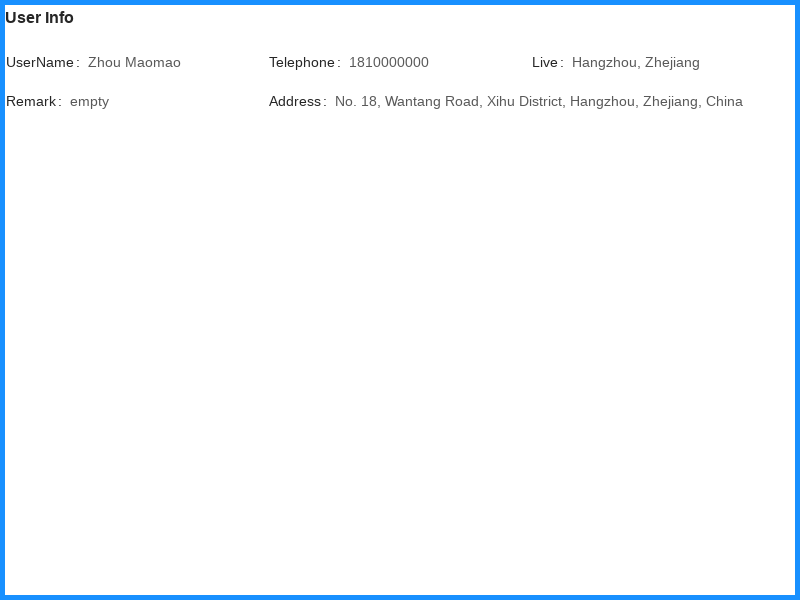 User Info
UserName: Zhou Maomao Telephone: 1810000000 Live: Hangzhou, Zhejiang
Remark: empty Address: No. 18, Wantang Road, Xihu District, Hangzhou, Zhejiang, China